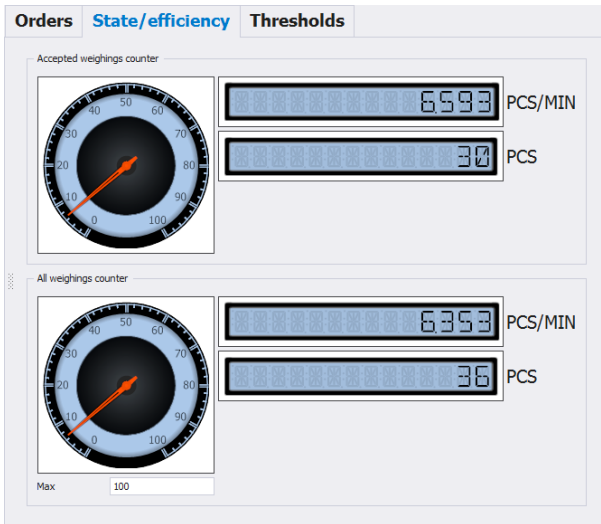 Orders State/efficiency Thresholds
Accepted weighings counter
0 10 20 30 40 50 60 70 80 90 100
6.593 PCS/MIN
30 PCS
All weighings counter
0 10 20 30 40 50 60 70 80 90 100
6.353 PCS/MIN
36 PCS
Max 100